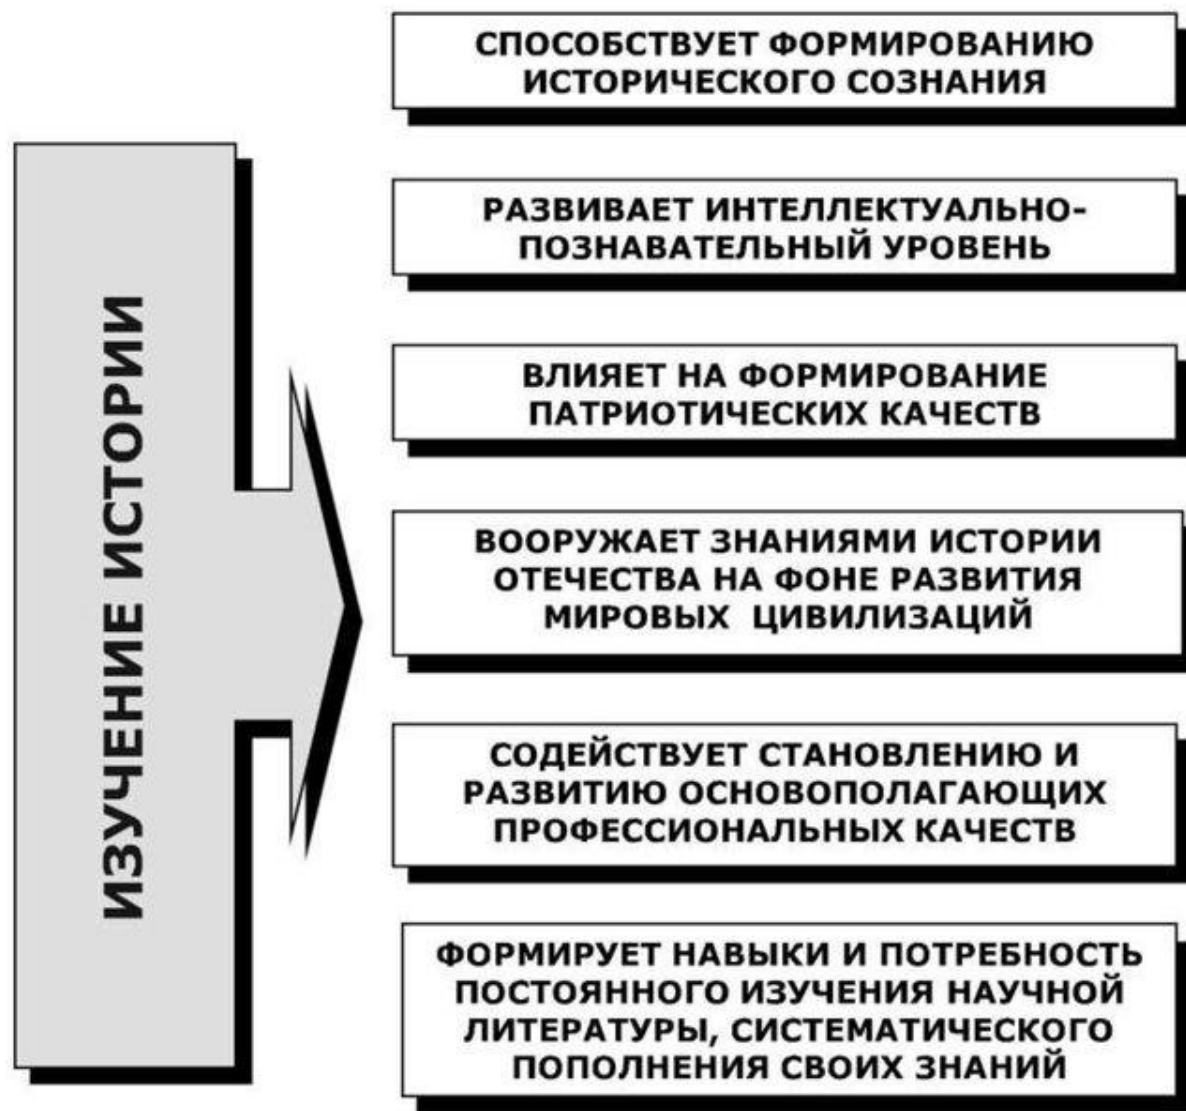 ИЗУЧЕНИЕ ИСТОРИИ
СПОСОБСТВУЕТ ФОРМИРОВАНИЮ
ИСТОРИЧЕСКОГО СОЗНАНИЯ
РАЗВИВАЕТ ИНТЕЛЛЕКТУАЛЬНО-
ПОЗНАВАТЕЛЬНЫЙ УРОВЕНЬ
ВЛИЯЕТ НА ФОРМИРОВАНИЕ
ПАТРИОТИЧЕСКИХ КАЧЕСТВ
ВООРУЖАЕТ ЗНАНИЯМИ ИСТОРИИ
ОТЕЧЕСТВА НА ФОНЕ РАЗВИТИЯ
МИРОВЫХ ЦИВИЛИЗАЦИЙ
СОДЕЙСТВУЕТ СТАНОВЛЕНИЮ И
РАЗВИТИЮ ОСНОВОПОЛАГАЮЩИХ
ПРОФЕССИОНАЛЬНЫХ КАЧЕСТВ
ФОРМИРУЕТ НАВЫКИ И ПОТРЕБНОСТЬ
ПОСТОЯННОГО ИЗУЧЕНИЯ НАУЧНОЙ
ЛИТЕРАТУРЫ, СИСТЕМАТИЧЕСКОГО
ПОПОЛНЕНИЯ СВОИХ ЗНАНИЙ